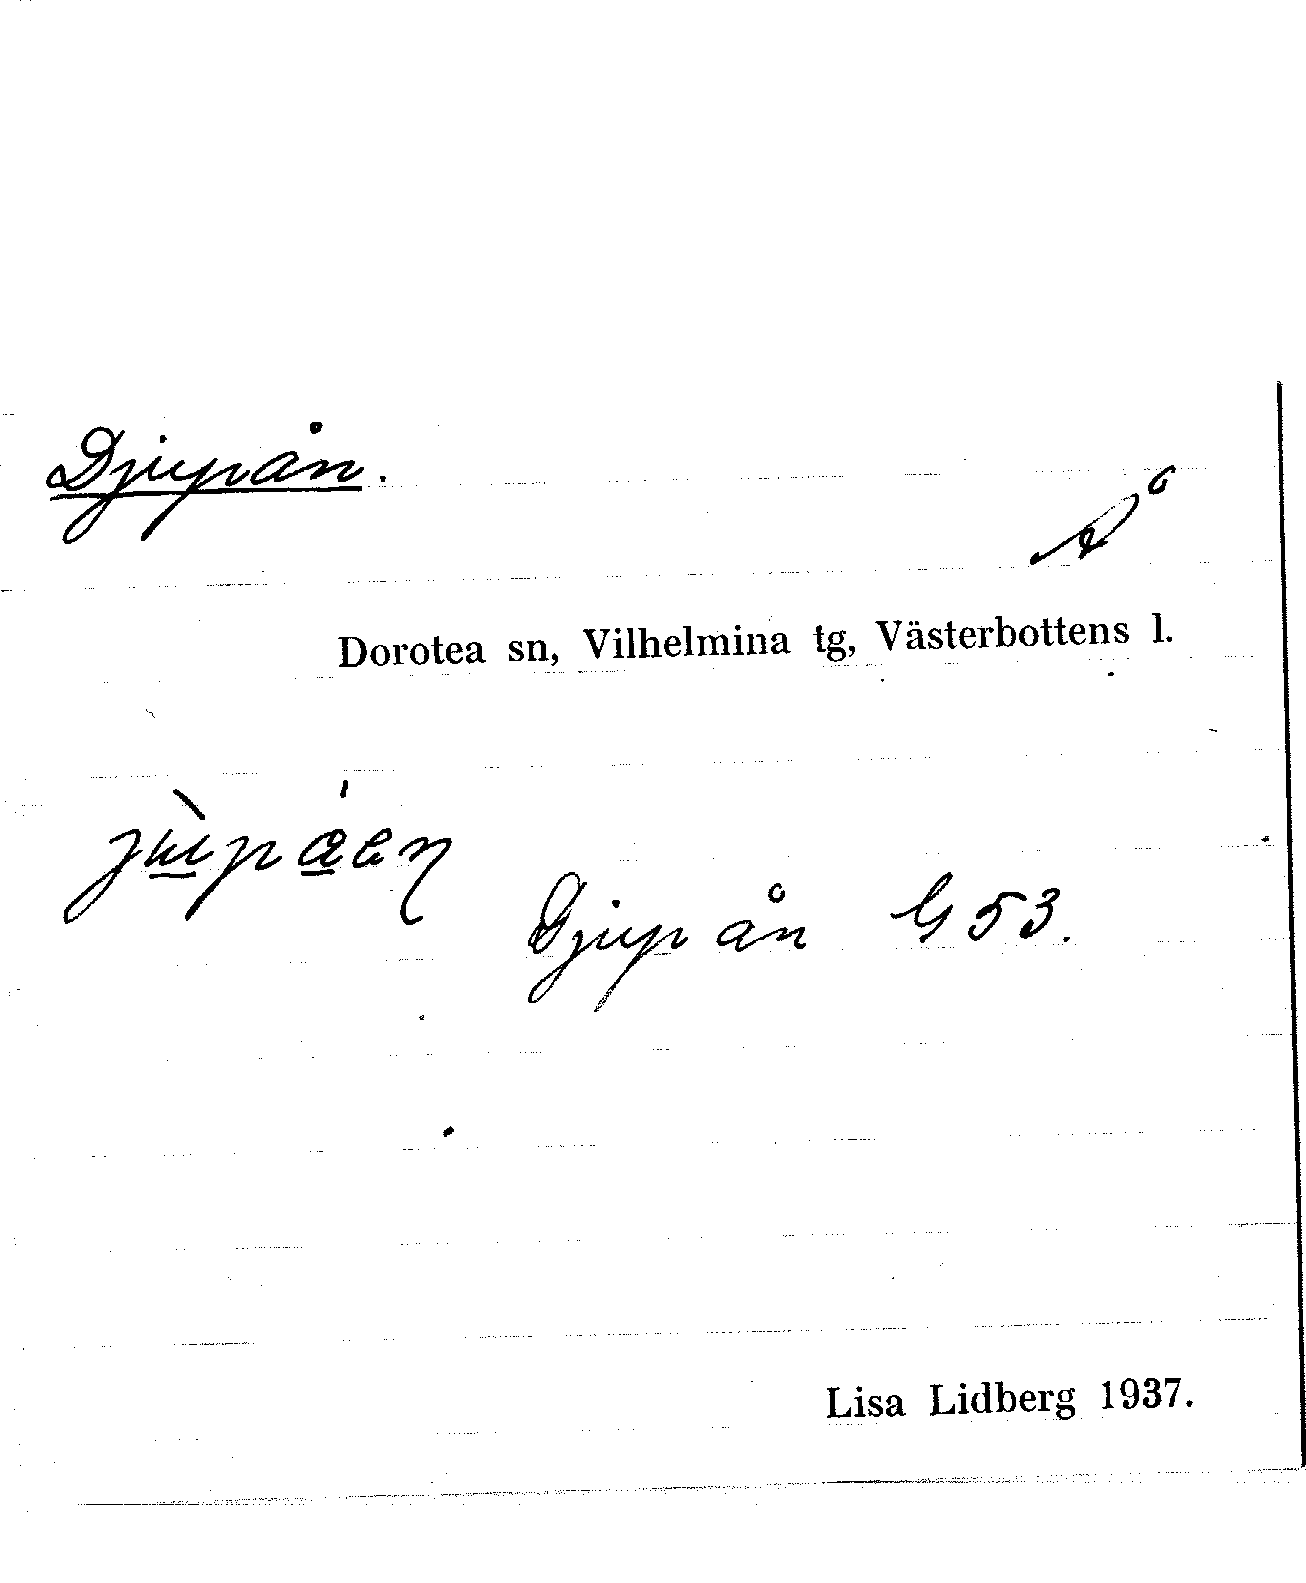 Djupån.
Å
Dorotea sn, Vilhelmina tg, Västerbottens l.
Djupån G 53.
Lisa Lidberg 1937.